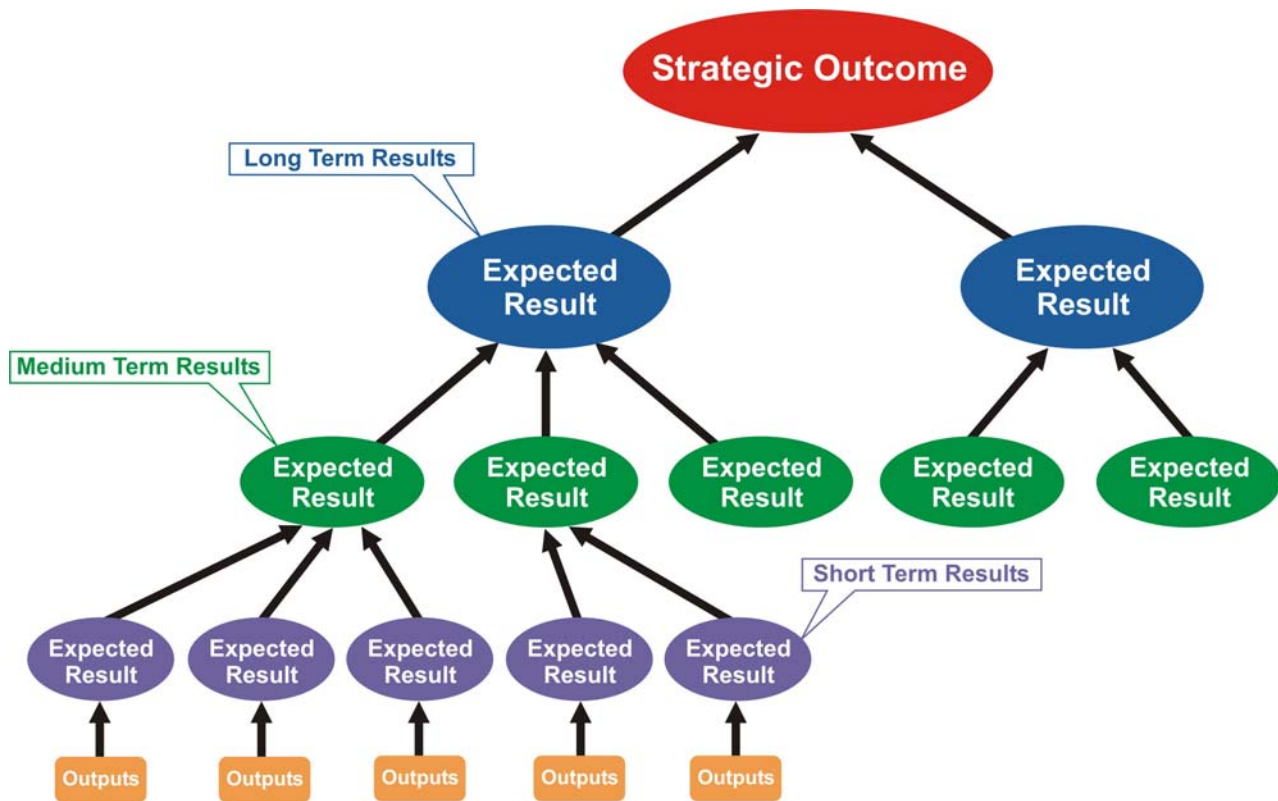 Strategic Outcome
Long Term Results
Expected
Result
Expected
Result
Medium Term Results
Expected
Result
Expected
Result
Expected
Result
Expected
Result
Expected
Result
Short Term Results
Expected
Result
Expected
Result
Expected
Result
Expected
Result
Expected
Result
Outputs
Outputs
Outputs
Outputs
Outputs